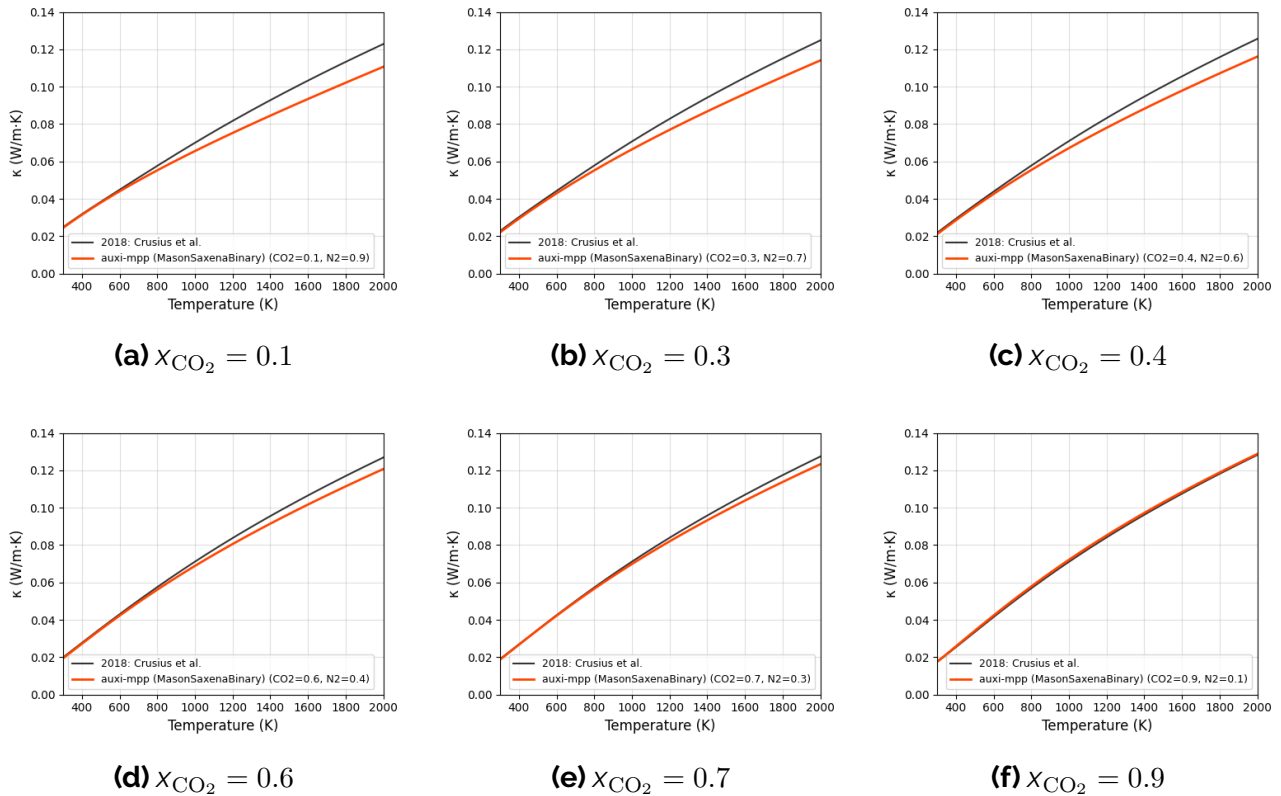 0.14
0.12
0.10
0.08
0.06
0.04
0.02
0.00
κ (W/m·K)
2018: Crusius et al.
auxi-mpp (MasonSaxenaBinary) (CO2=0.1, N2=0.9)
400 600 800 1000 1200 1400 1600 1800 2000
Temperature (K)
(a) xCO₂ = 0.1
0.14
0.12
0.10
0.08
0.06
0.04
0.02
0.00
κ (W/m·K)
2018: Crusius et al.
auxi-mpp (MasonSaxenaBinary) (CO2=0.3, N2=0.7)
400 600 800 1000 1200 1400 1600 1800 2000
Temperature (K)
(b) xCO₂ = 0.3
0.14
0.12
0.10
0.08
0.06
0.04
0.02
0.00
κ (W/m·K)
2018: Crusius et al.
auxi-mpp (MasonSaxenaBinary) (CO2=0.4, N2=0.6)
400 600 800 1000 1200 1400 1600 1800 2000
Temperature (K)
(c) xCO₂ = 0.4
0.14
0.12
0.10
0.08
0.06
0.04
0.02
0.00
κ (W/m·K)
2018: Crusius et al.
auxi-mpp (MasonSaxenaBinary) (CO2=0.6, N2=0.4)
400 600 800 1000 1200 1400 1600 1800 2000
Temperature (K)
(d) xCO₂ = 0.6
0.14
0.12
0.10
0.08
0.06
0.04
0.02
0.00
κ (W/m·K)
2018: Crusius et al.
auxi-mpp (MasonSaxenaBinary) (CO2=0.7, N2=0.3)
400 600 800 1000 1200 1400 1600 1800 2000
Temperature (K)
(e) xCO₂ = 0.7
0.14
0.12
0.10
0.08
0.06
0.04
0.02
0.00
κ (W/m·K)
2018: Crusius et al.
auxi-mpp (MasonSaxenaBinary) (CO2=0.9, N2=0.1)
400 600 800 1000 1200 1400 1600 1800 2000
Temperature (K)
(f) xCO₂ = 0.9